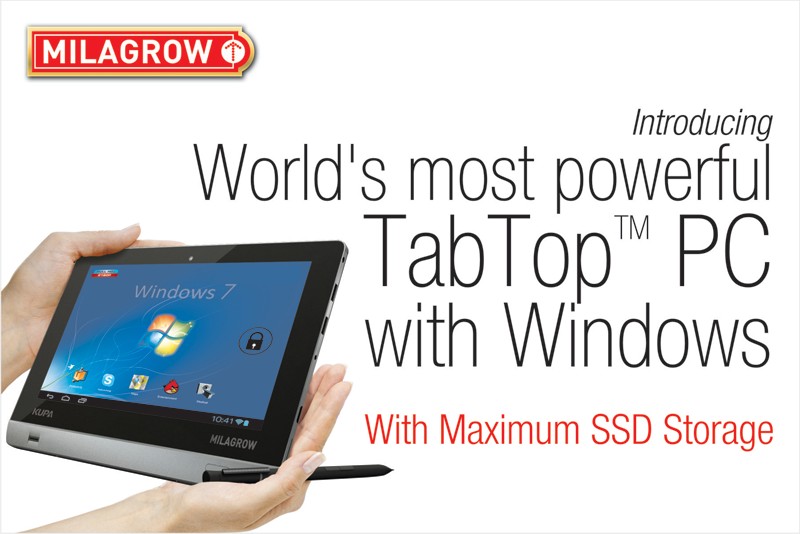 MILAGROW
Introducing
World's most powerful
TabTop™ PC
with Windows
With Maximum SSD Storage
Windows 7
10:41
KUPA
MILAGROW